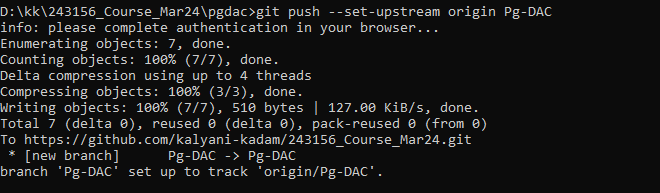 D:\kk\243156_Course_Mar24\pgdac>git push --set-upstream origin Pg-DAC
info: please complete authentication in your browser...
Enumerating objects: 7, done.
Counting objects: 100% (7/7), done.
Delta compression using up to 4 threads
Compressing objects: 100% (3/3), done.
Writing objects: 100% (7/7), 510 bytes | 127.00 KiB/s, done.
Total 7 (delta 0), reused 0 (delta 0), pack-reused 0 (from 0)
To https://github.com/kalyani-kadam/243156_Course_Mar24.git
 * [new branch]      Pg-DAC -> Pg-DAC
branch 'Pg-DAC' set up to track 'origin/Pg-DAC'.